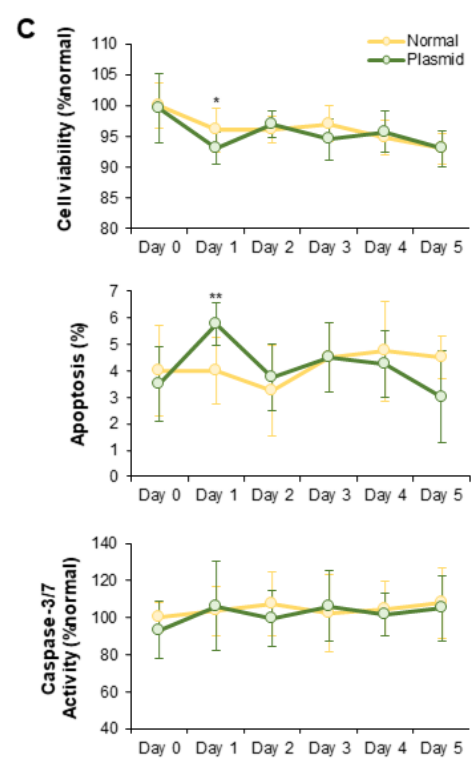 C
Normal
Plasmid
Cell viability (%normal)
110
105
100
95
90
85
80
*
Day 0 Day 1 Day 2 Day 3 Day 4 Day 5
Apoptosis (%)
7
6
5
4
3
2
1
0
**
Day 0 Day 1 Day 2 Day 3 Day 4 Day 5
Caspase-3/7
Activity (%normal)
140
120
100
80
60
40
Day 0 Day 1 Day 2 Day 3 Day 4 Day 5